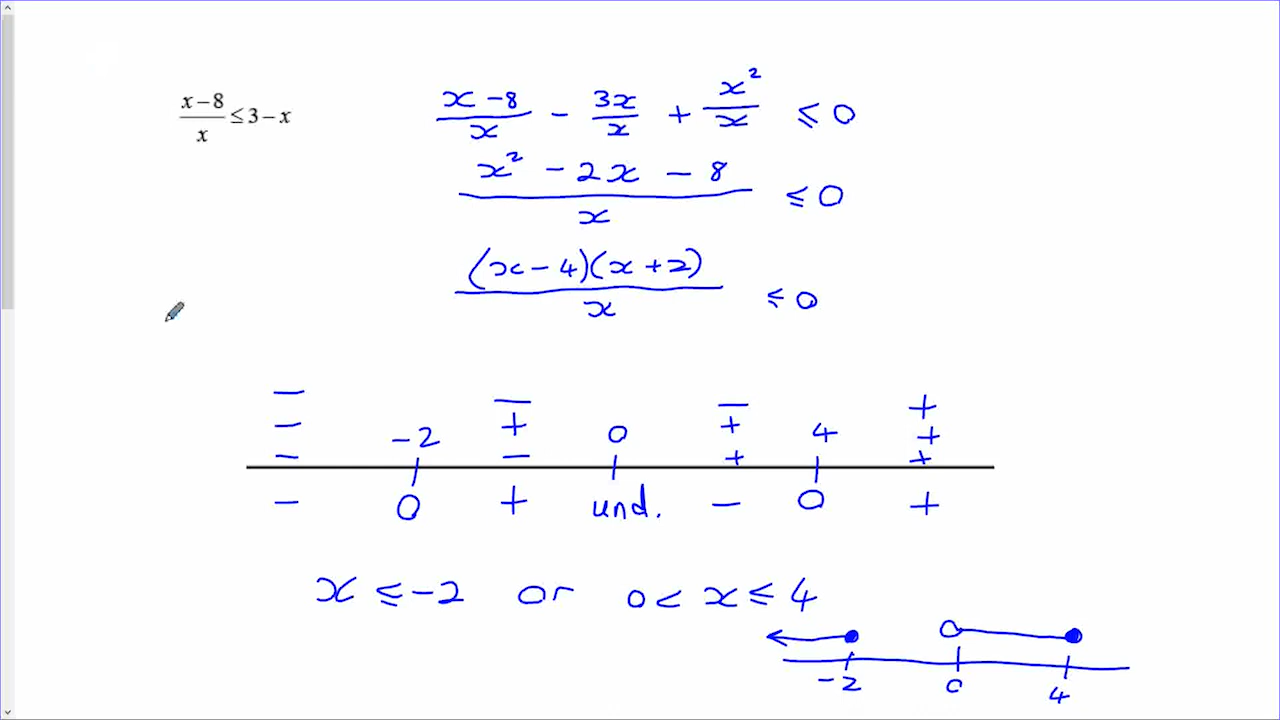 (x-8)/x ≤ 3-x
(x-8)/x - 3x/x + x²/x ≤ 0
(x² - 2x - 8)/x ≤ 0
((x-4)(x+2))/x ≤ 0
− − − + 
− + + +
−2 0 4
− − + +
− 0 + und. − 0 +
x ≤ -2 or 0 < x ≤ 4
-2 0 4